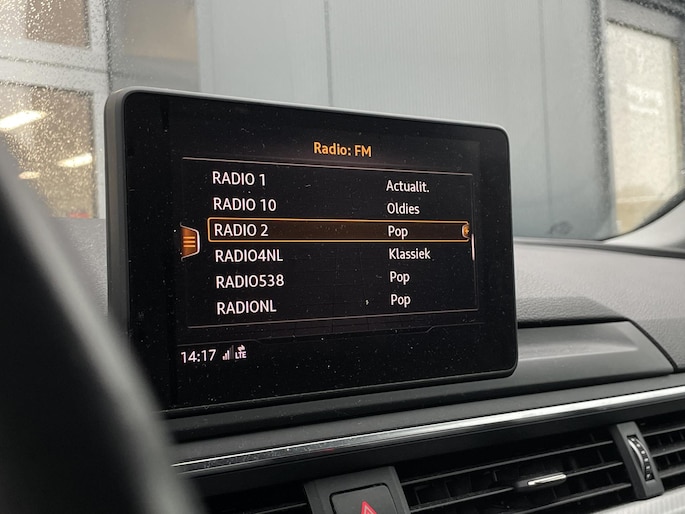 Radio: FM
RADIO 1 Actualit.
RADIO 10 Oldies
RADIO 2 Pop
RADIO4NL Klassiek
RADIO538 Pop
RADIONL Pop
14:17 LTE